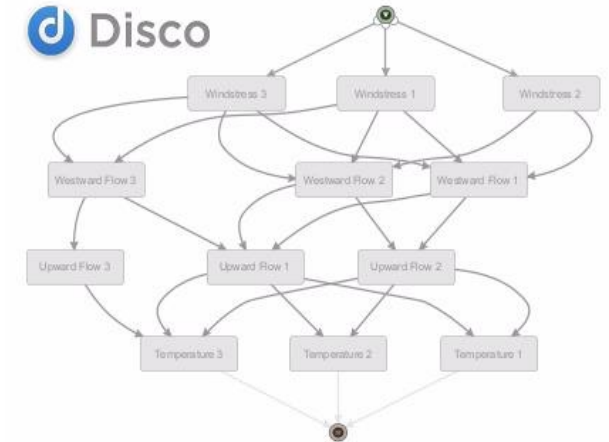 Disco
Windstress 3
Windstress 1
Windstress 2
Westward Flow 3
Westward Flow 2
Westward Flow 1
Upward Flow 3
Upward Flow 1
Upward Flow 2
Temperature 3
Temperature 2
Temperature 1